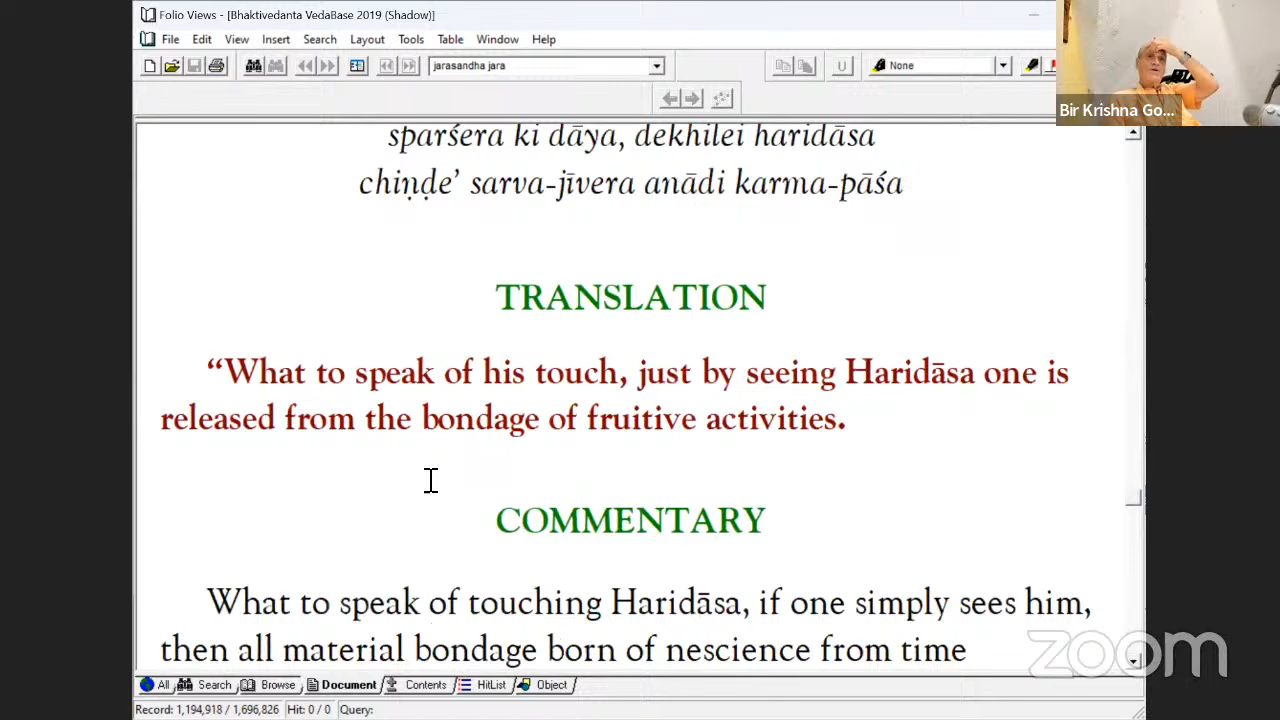 Folio Views - [Bhaktivedanta VedaBase 2019 (Shadow)]
File Edit View Insert Search Layout Tools Table Window Help
jarasandha jara
U
None
Bir Krishna Go...
sparśera ki dāya, dekhilei haridāsa
chiṇḍe’ sarva-jīvera anādi karma-pāśa
TRANSLATION
“What to speak of his touch, just by seeing Haridāsa one is
released from the bondage of fruitive activities.
COMMENTARY
What to speak of touching Haridāsa, if one simply sees him,
then all material bondage born of nescience from time
zoom
All Search Browse Document Contents HitList Object
Record: 1,194,918 / 1,696,826 Hit: 0 / 0 Query: